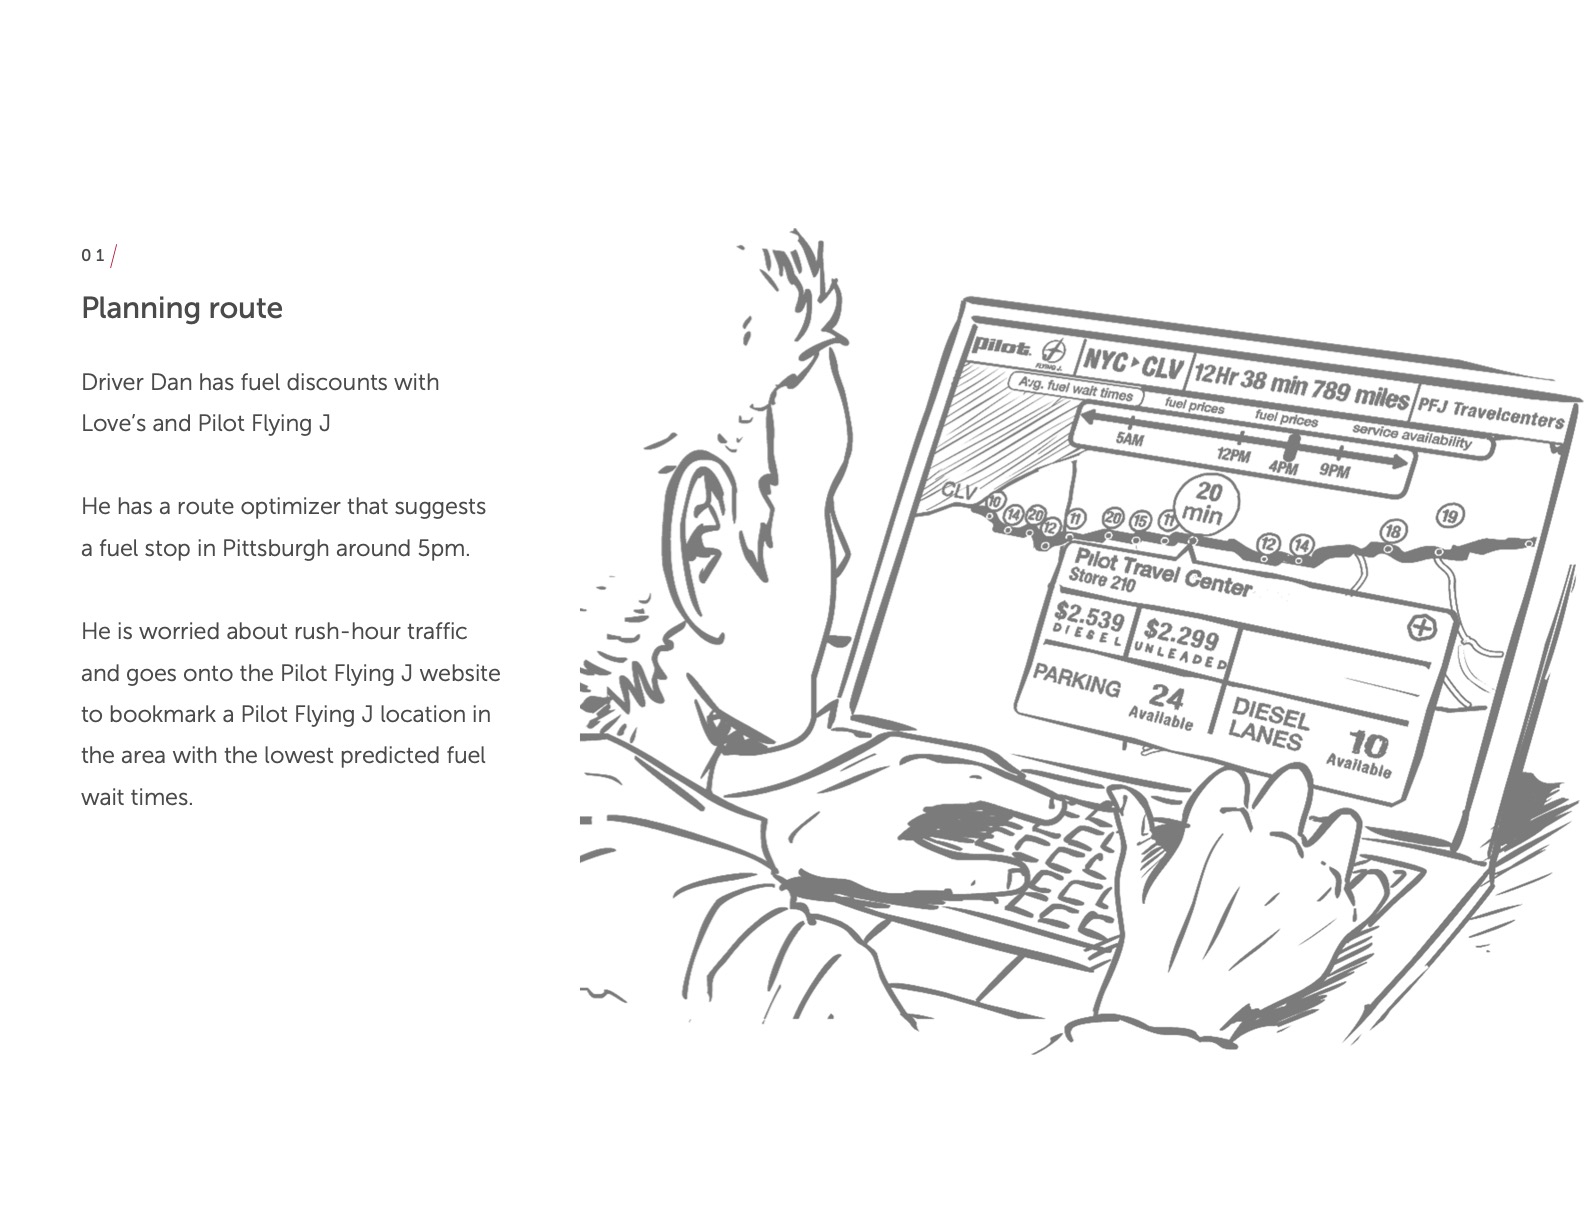 01/
Planning route
Driver Dan has fuel discounts with
Love's and Pilot Flying J
He has a route optimizer that suggests
a fuel stop in Pittsburgh around 5pm.
He is worried about rush-hour traffic
and goes onto the Pilot Flying J website
to bookmark a Pilot Flying J location in
the area with the lowest predicted fuel
wait times.
pilot. FLYING J. NYC ▸ CLV 12Hr 38 min 789 miles PFJ Travelcenters
Avg. fuel wait times fuel prices fuel prices service availability
5AM 12PM 4PM 9PM
CLV 10 14 20 12 11 20 15 11 20 min 12 14 18 19
Pilot Travel Center
Store 210
$2.539 $2.299
DIESEL UNLEADED
PARKING 24 Available
DIESEL LANES 10 Available